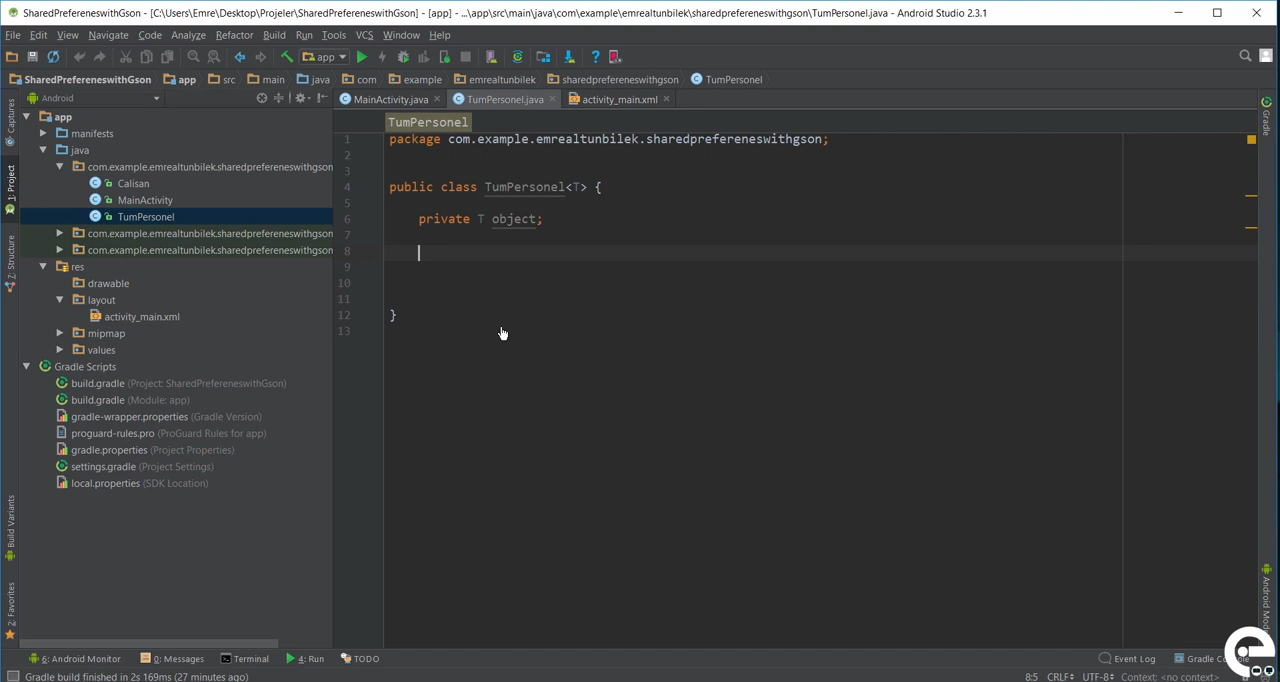 SharedPrefereneswithGson - [C:\Users\Emre\Desktop\Projeler\SharedPrefereneswithGson] - [app] - ...\app\src\main\java\com\example\emrealtunbilek\sharedprefereneswithgson\TumPersonel.java - Android Studio 2.3.1
File Edit View Navigate Code Analyze Refactor Build Run Tools VCS Window Help
app
SharedPrefereneswithGson app src main java com example emrealtunbilek sharedprefereneswithgson TumPersonel
Android
MainActivity.java TumPersonel.java activity_main.xml
Captures
1: Project
7: Structure
Build Variants
2: Favorites
app
manifests
java
com.example.emrealtunbilek.sharedprefereneswithgson
Calisan
MainActivity
TumPersonel
com.example.emrealtunbilek.sharedprefereneswithgson
com.example.emrealtunbilek.sharedprefereneswithgson
res
drawable
layout
activity_main.xml
mipmap
values
Gradle Scripts
build.gradle (Project: SharedPrefereneswithGson)
build.gradle (Module: app)
gradle-wrapper.properties (Gradle Version)
proguard-rules.pro (ProGuard Rules for app)
gradle.properties (Project Properties)
settings.gradle (Project Settings)
local.properties (SDK Location)
TumPersonel
1 package com.example.emrealtunbilek.sharedprefereneswithgson;
2
3
4 public class TumPersonel<T> {
5
6 private T object;
7
8
9
10
11
12 }
13
Gradle
Android
6: Android Monitor 0: Messages Terminal 4: Run TODO Event Log Gradle
Gradle build finished in 2s 169ms (27 minutes ago) 8:5 CRLF UTF-8 Context: <no context>